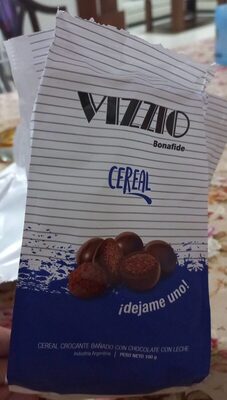 VIZZIO
Bonafide
CEREAL
¡dejame uno!
CEREAL CROCANTE BAÑADO CON CHOCOLATE CON LECHE
Industria Argentina | PESO NETO 100 g